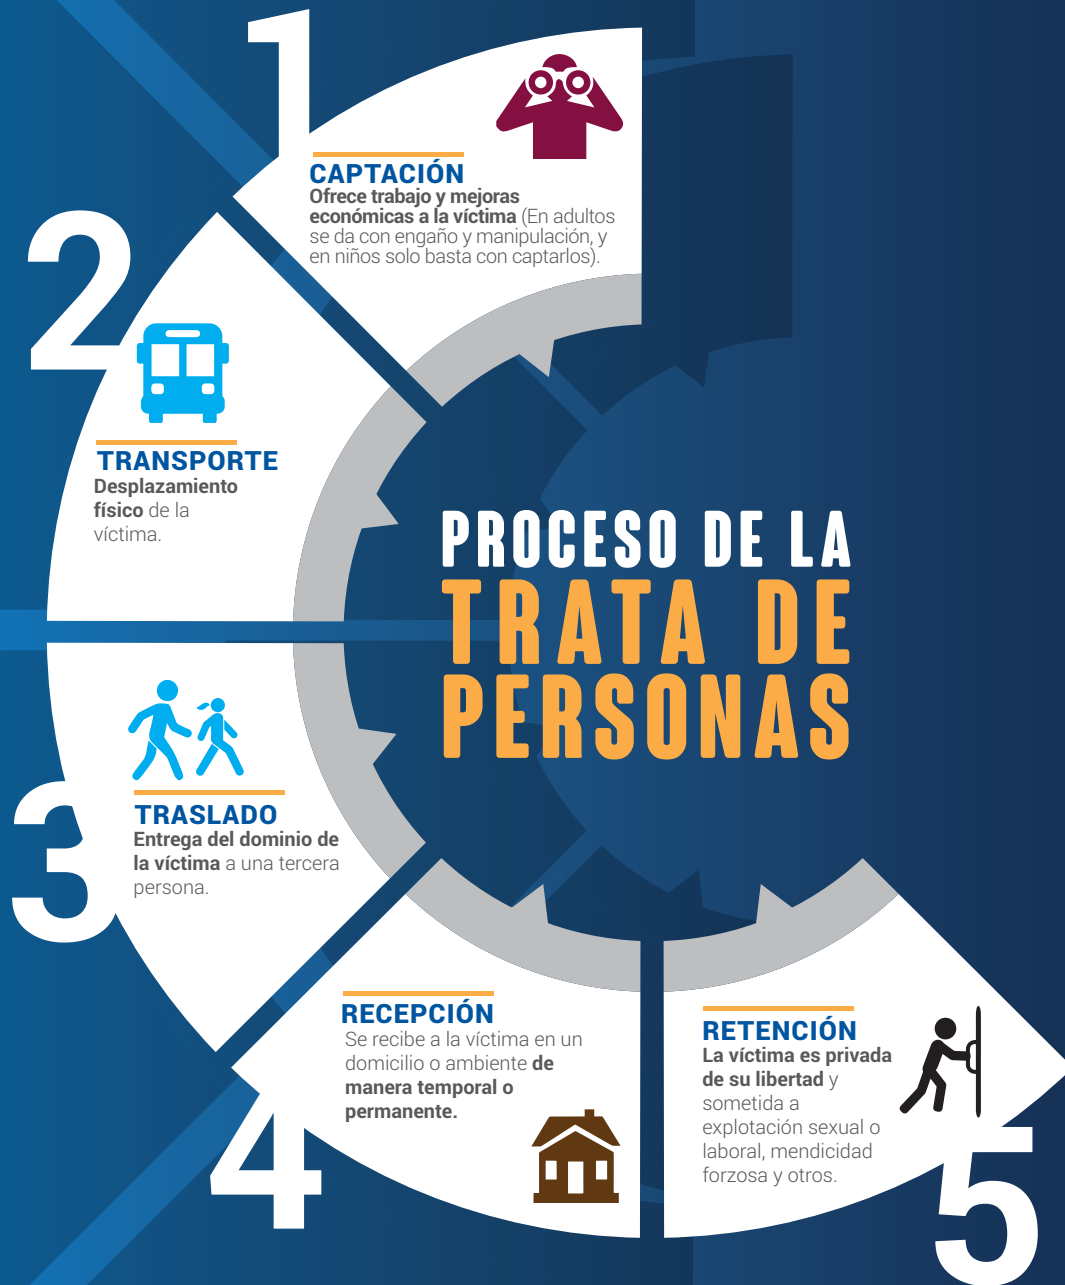 1
CAPTACIÓN
Ofrece trabajo y mejoras
económicas a la víctima (En adultos
se da con engaño y manipulación, y
en niños solo basta con captarlos).
2
TRANSPORTE
Desplazamiento
físico de la
víctima.
PROCESO DE LA
TRATA DE
PERSONAS
3
TRASLADO
Entrega del dominio de
la víctima a una tercera
persona.
4
RECEPCIÓN
Se recibe a la víctima en un
domicilio o ambiente de
manera temporal o
permanente.
5
RETENCIÓN
La víctima es privada
de su libertad y
sometida a
explotación sexual o
laboral, mendicidad
forzosa y otros.